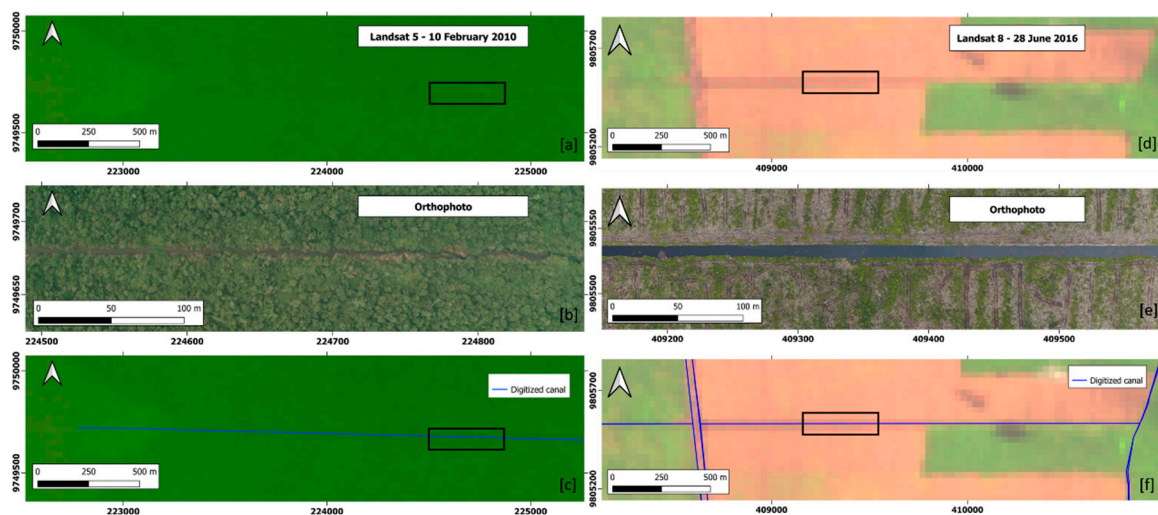 9750000
9749500
Landsat 5 - 10 February 2010
0 250 500 m
[a]
223000 224000 225000
9749700
9749650
Orthophoto
0 50 100 m
[b]
224500 224600 224700 224800
9750000
9749500
Digitized canal
0 250 500 m
[c]
223000 224000 225000
9805700
9805200
Landsat 8 - 28 June 2016
0 250 500 m
[d]
409000 410000
9805550
9805500
Orthophoto
0 50 100 m
[e]
409200 409300 409400 409500
9805700
9805200
Digitized canal
0 250 500 m
[f]
409000 410000